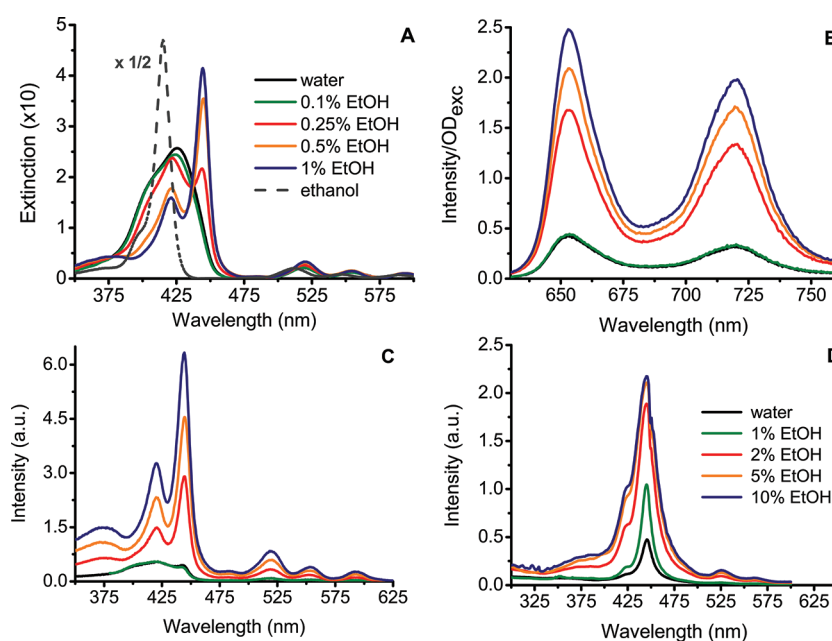 A
x 1/2
water
0.1% EtOH
0.25% EtOH
0.5% EtOH
1% EtOH
ethanol
Extinction (x10)
5
4
3
2
1
0
375 425 475 525 575
Wavelength (nm)
B
Intensity/ODexc
2.5
2.0
1.5
1.0
0.5
0.0
650 675 700 725 750
Wavelength (nm)
C
Intensity (a.u.)
6.0
4.5
3.0
1.5
0.0
375 425 475 525 575 625
Wavelength (nm)
water
1% EtOH
2% EtOH
5% EtOH
10% EtOH
Intensity (a.u.)
2.5
2.0
1.5
1.0
0.5
0.0
325 375 425 475 525 575 625
Wavelength (nm)